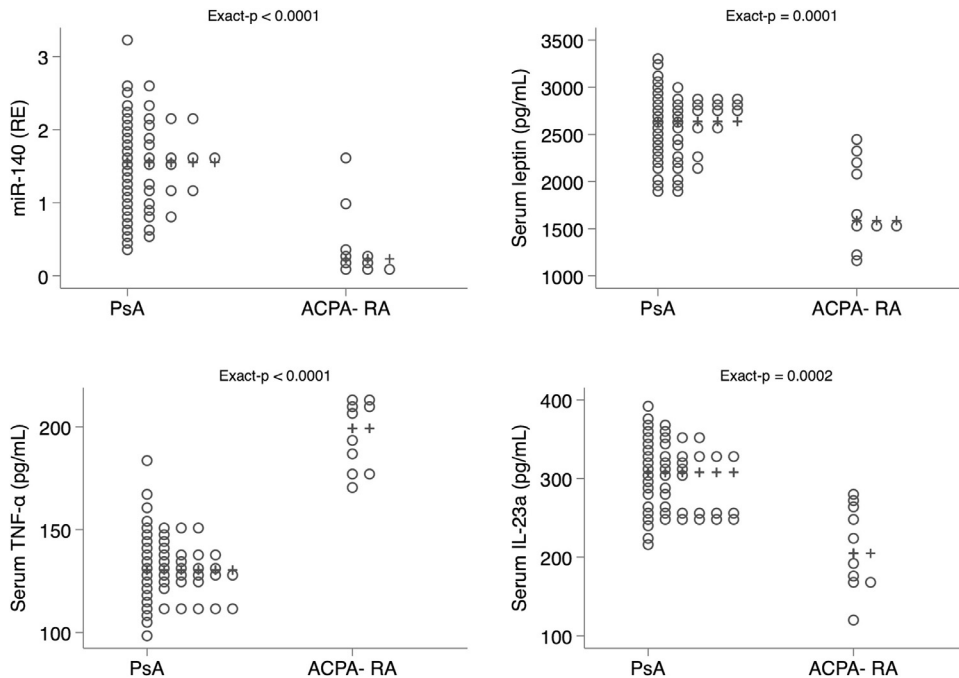 Exact-p < 0.0001
miR-140 (RE)
3
2
1
0
PsA
ACPA- RA
Exact-p = 0.0001
Serum leptin (pg/mL)
3500
3000
2500
2000
1500
1000
PsA
ACPA- RA
Exact-p < 0.0001
Serum TNF-α (pg/mL)
200
150
100
PsA
ACPA- RA
Exact-p = 0.0002
Serum IL-23a (pg/mL)
400
300
200
100
PsA
ACPA- RA